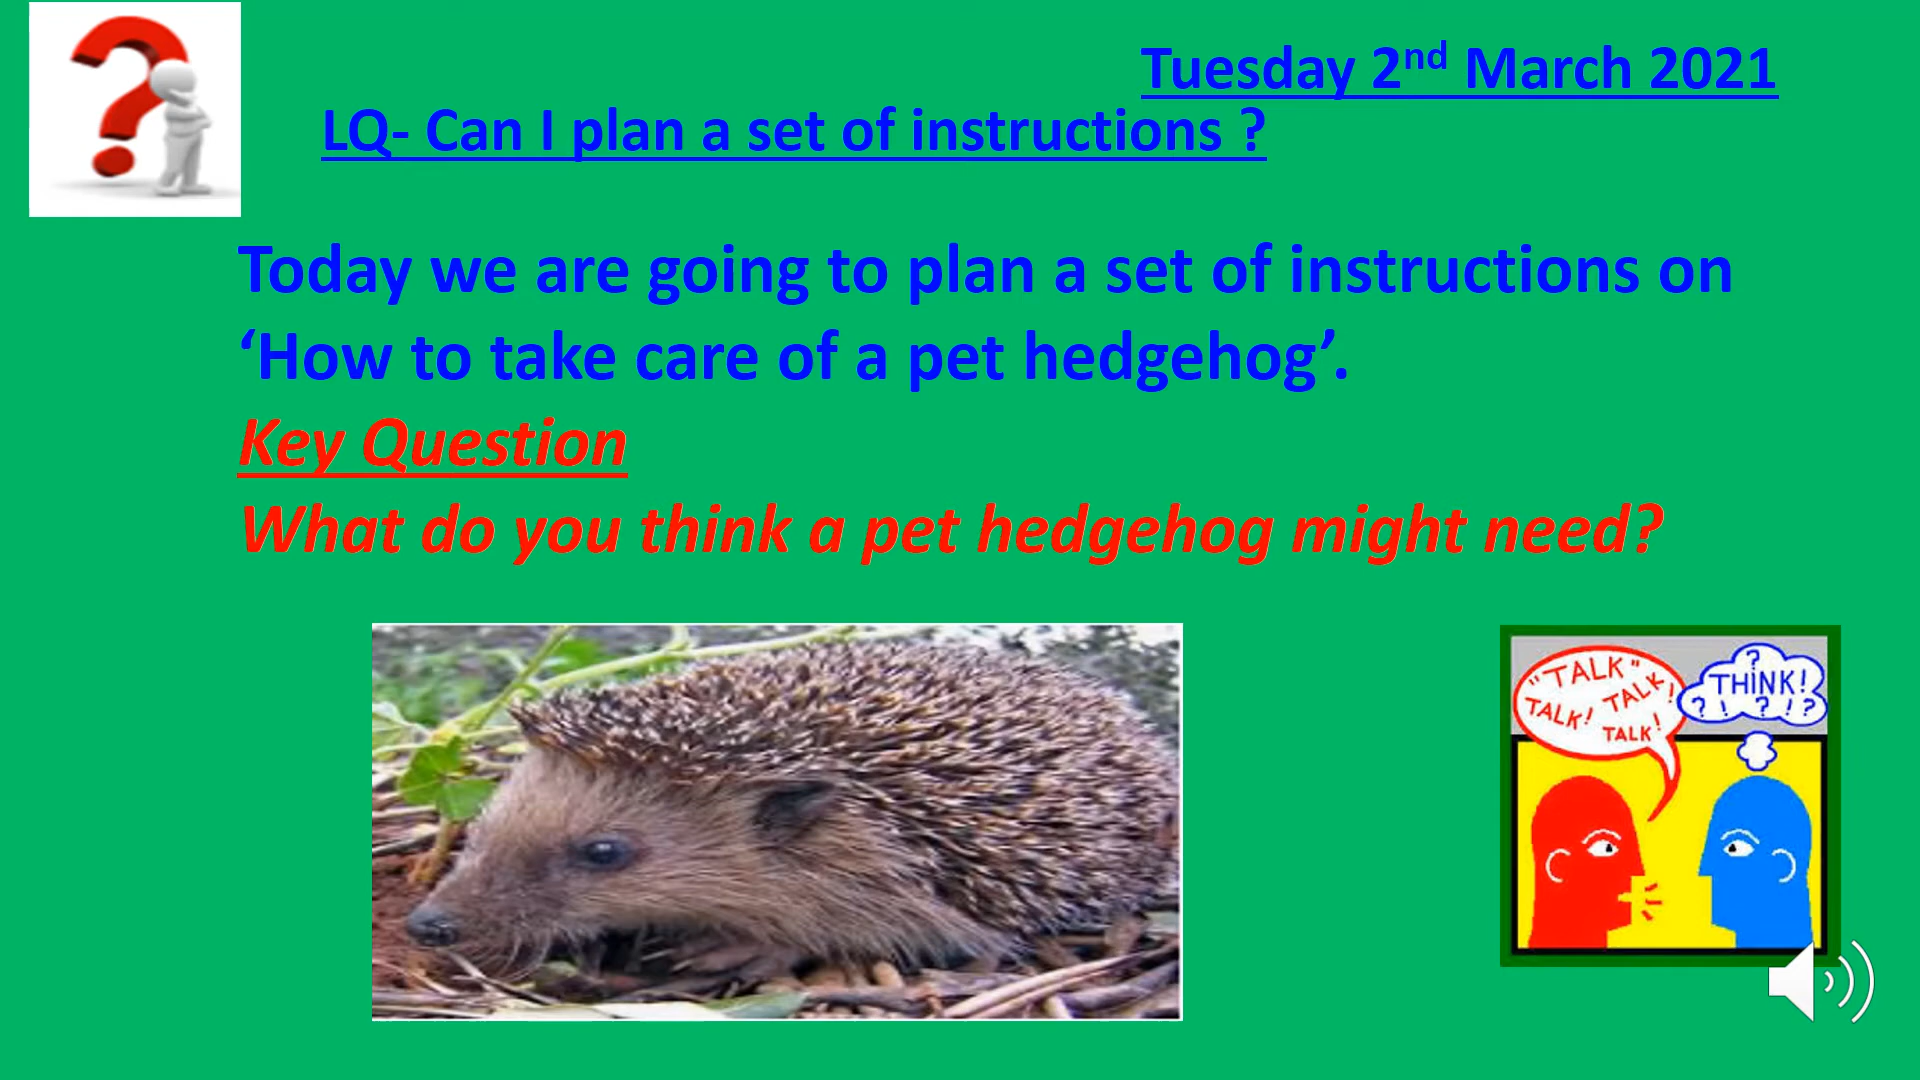 Tuesday 2nd March 2021
LQ- Can I plan a set of instructions ?
Today we are going to plan a set of instructions on
‘How to take care of a pet hedgehog’.
Key Question
What do you think a pet hedgehog might need?
"TALK"
TALK! TALK!
TALK!
THINK!
? ! ? ! ?
?